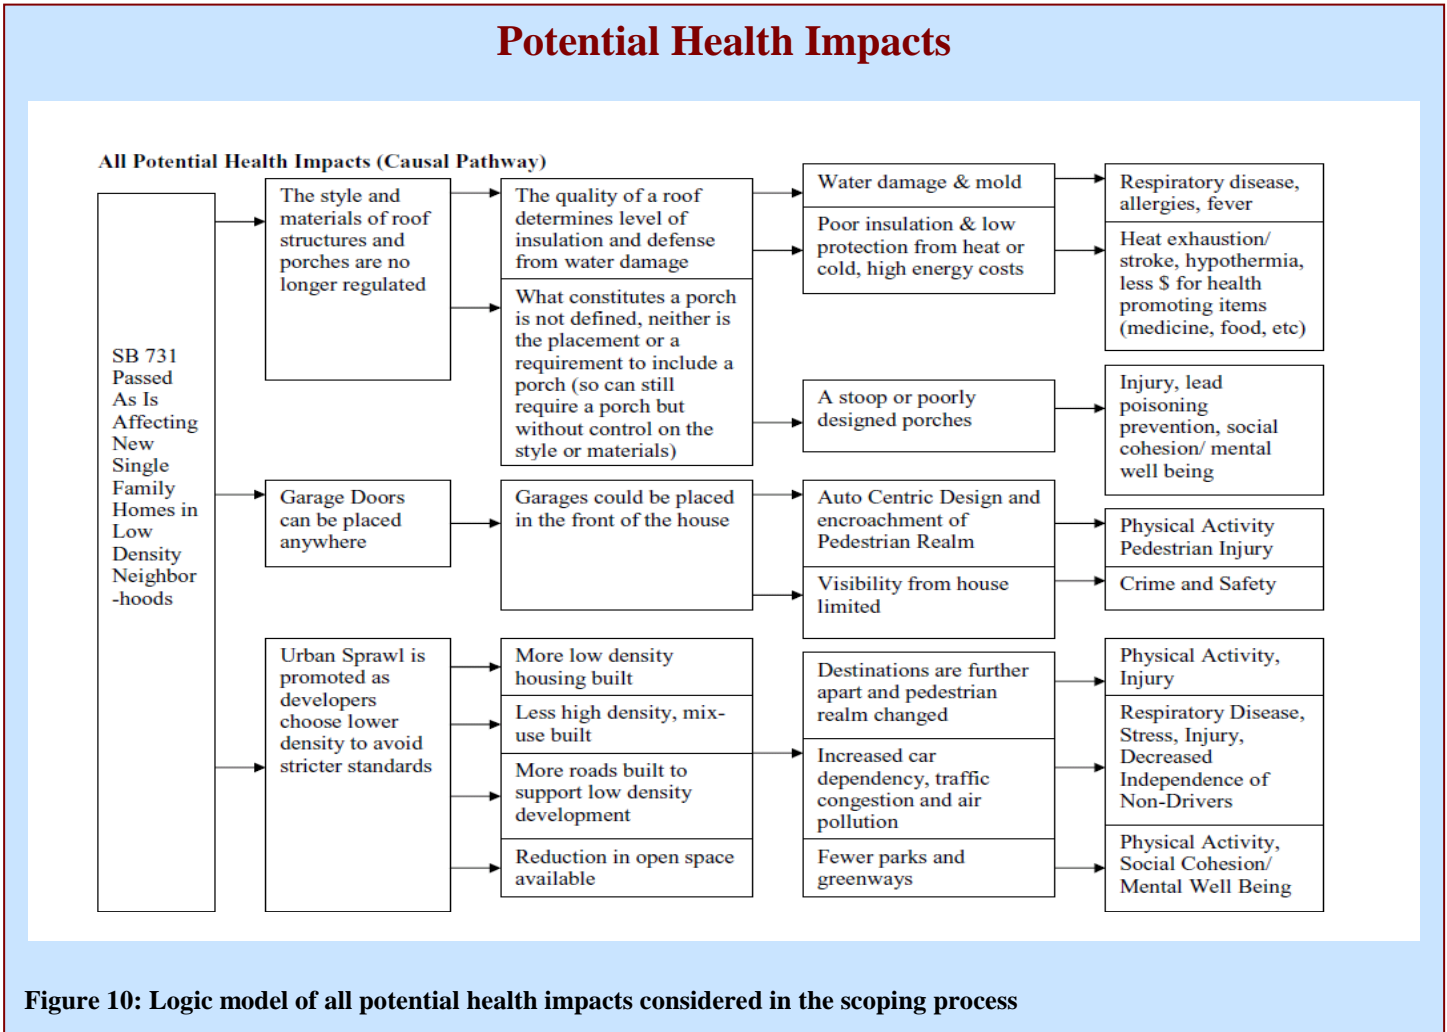 Potential Health Impacts
All Potential Health Impacts (Causal Pathway)
SB 731
Passed
As Is
Affecting
New
Single
Family
Homes in
Low
Density
Neighbor
-hoods
The style and
materials of roof
structures and
porches are no
longer regulated
Garage Doors
can be placed
anywhere
Urban Sprawl is
promoted as
developers
choose lower
density to avoid
stricter standards
The quality of a roof
determines level of
insulation and defense
from water damage
What constitutes a porch
is not defined, neither is
the placement or a
requirement to include a
porch (so can still
require a porch but
without control on the
style or materials)
Garages could be placed
in the front of the house
More low density
housing built
Less high density, mix-
use built
More roads built to
support low density
development
Reduction in open space
available
Water damage & mold
Poor insulation & low
protection from heat or
cold, high energy costs
A stoop or poorly
designed porches
Auto Centric Design and
encroachment of
Pedestrian Realm
Visibility from house
limited
Destinations are further
apart and pedestrian
realm changed
Increased car
dependency, traffic
congestion and air
pollution
Fewer parks and
greenways
Respiratory disease,
allergies, fever
Heat exhaustion/
stroke, hypothermia,
less $ for health
promoting items
(medicine, food, etc)
Injury, lead
poisoning
prevention, social
cohesion/ mental
well being
Physical Activity
Pedestrian Injury
Crime and Safety
Physical Activity,
Injury
Respiratory Disease,
Stress, Injury,
Decreased
Independence of
Non-Drivers
Physical Activity,
Social Cohesion/
Mental Well Being
Figure 10: Logic model of all potential health impacts considered in the scoping process